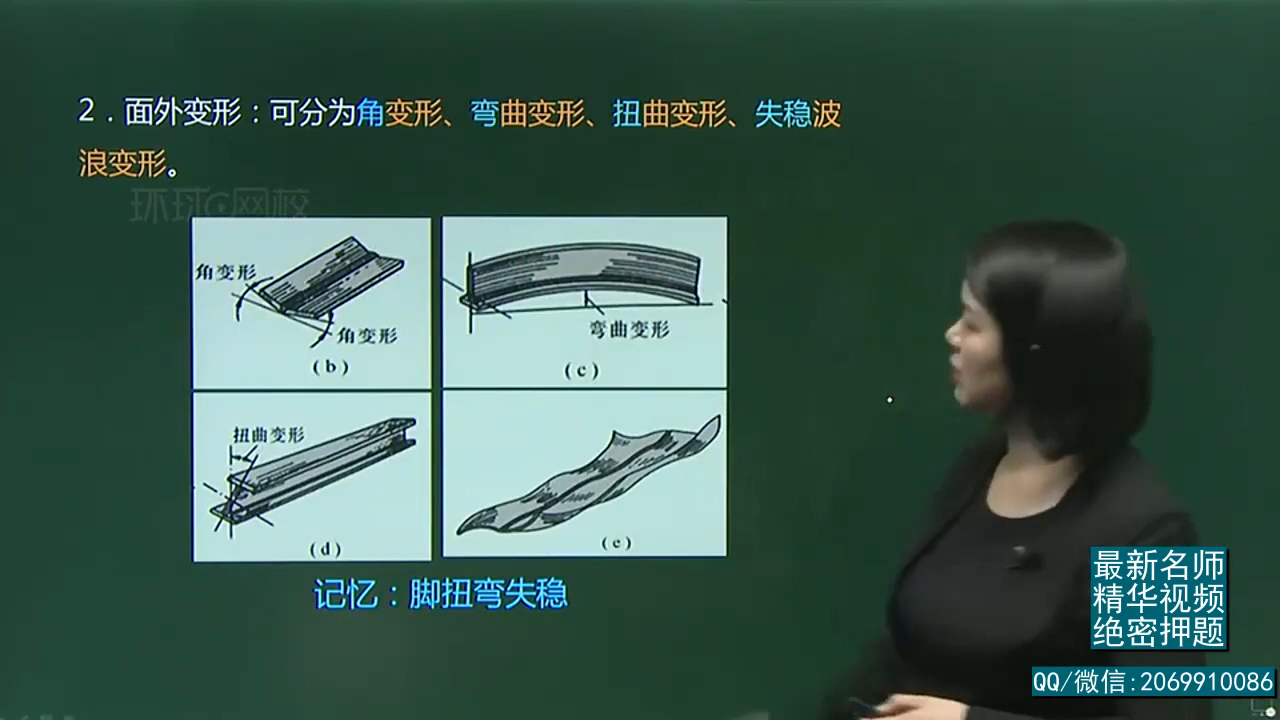 2．面外变形：可分为角变形、弯曲变形、扭曲变形、失稳波
浪变形。
环球网校
角变形
角变形
(b)
弯曲变形
(c)
扭曲变形
(d)
(e)
记忆：脚扭弯失稳
最新名师
精华视频
绝密押题
QQ/微信:2069910086